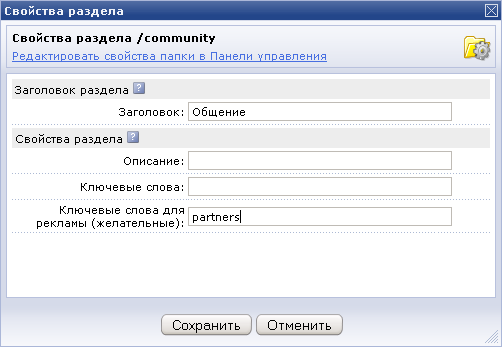 Свойства раздела
Свойства раздела /community
Редактировать свойства папки в Панели управления
Заголовок раздела ?
Заголовок: Общение
Свойства раздела ?
Описание:
Ключевые слова:
Ключевые слова для
рекламы (желательные): partners
Сохранить Отменить